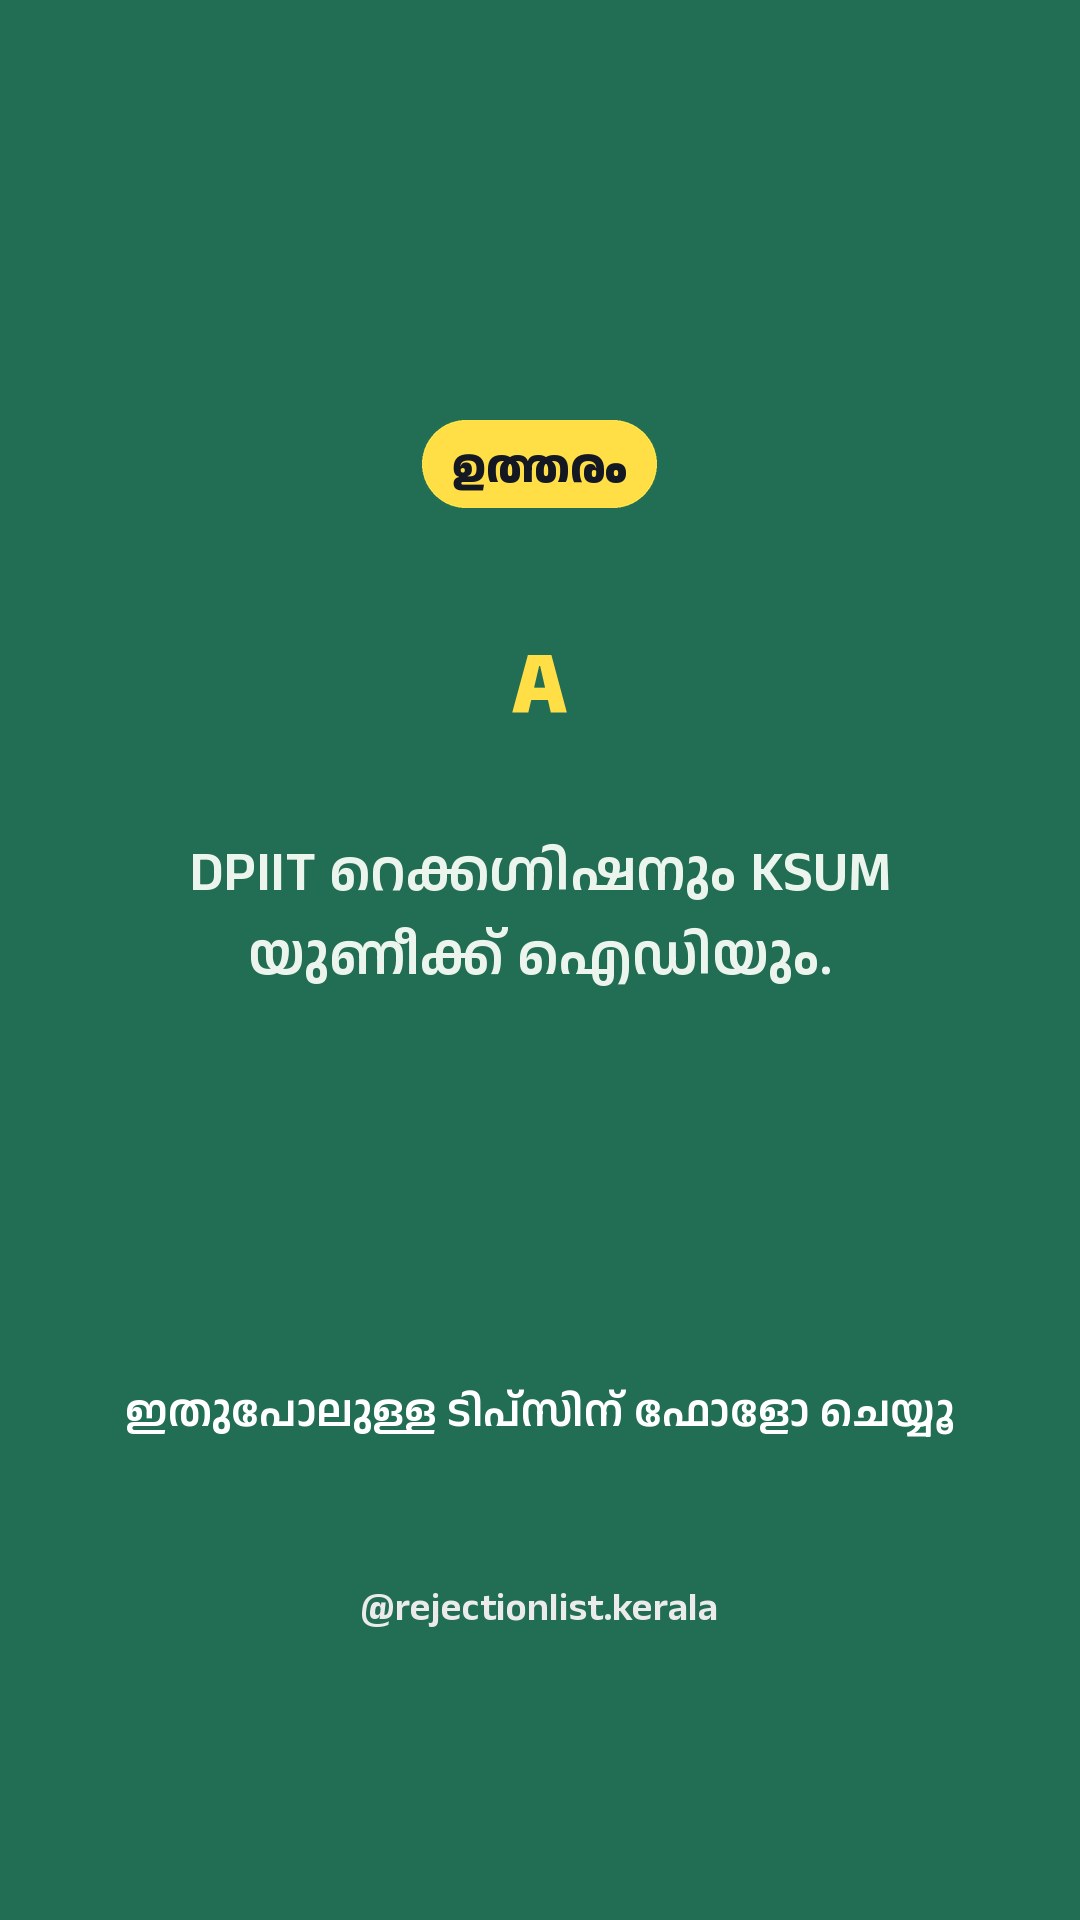 ഉത്തരം
A
DPIIT റെക്കഗ്നിഷനും KSUM
യുണീക്ക് ഐഡിയും.
ഇതുപോലുള്ള ടിപ്സിന് ഫോളോ ചെയ്യൂ
@rejectionlist.kerala